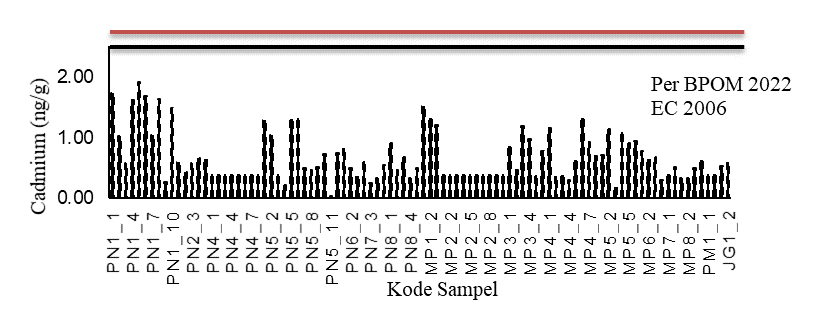 2.00
1.00
0.00
Cadmium (ng/g)
Per BPOM 2022
EC 2006
PN1_1
PN1_4
PN1_7
PN1_10
PN2_3
PN4_1
PN4_4
PN4_7
PN5_2
PN5_5
PN5_8
PN5_11
PN6_2
PN7_3
PN8_1
PN8_4
MP1_2
MP2_2
MP2_5
MP2_8
MP3_1
MP3_4
MP4_1
MP4_4
MP4_7
MP5_2
MP5_5
MP6_2
MP7_1
MP8_2
PM1_1
JG1_2
Kode Sampel